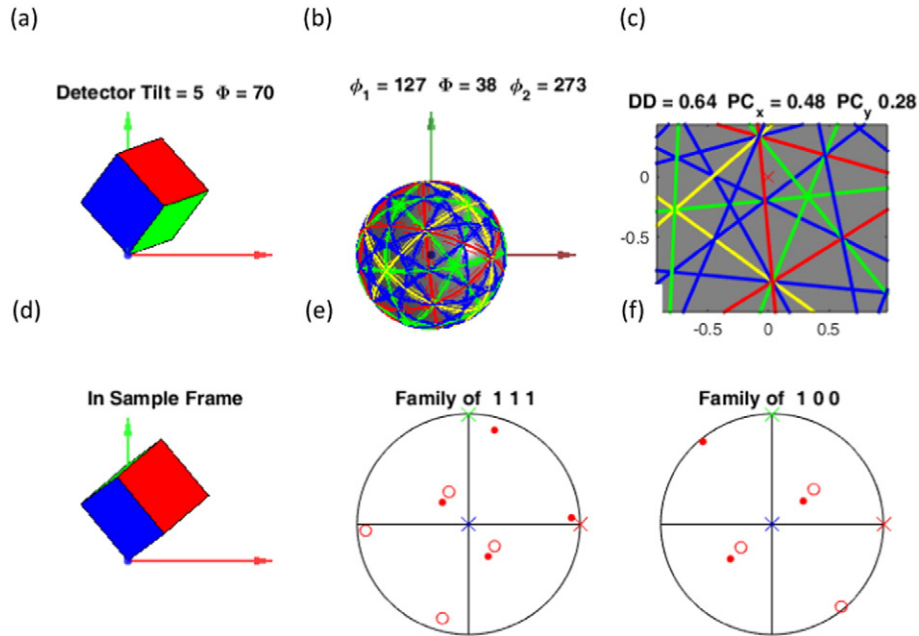 (a)
(b)
(c)
Detector Tilt = 5 Φ = 70
ϕ1 = 127 Φ = 38 ϕ2 = 273
DD = 0.64 PCx = 0.48 PCy 0.28
0
-0.5
-0.5 0 0.5
(d)
(e)
(f)
In Sample Frame
Family of 1 1 1
Family of 1 0 0